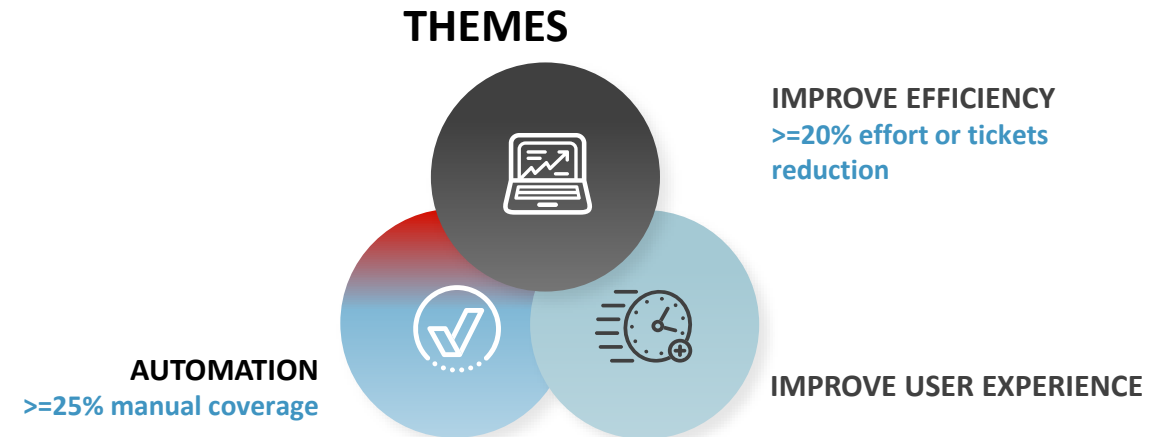 THEMES
IMPROVE EFFICIENCY
>=20% effort or tickets
reduction
AUTOMATION
>=25% manual coverage
IMPROVE USER EXPERIENCE